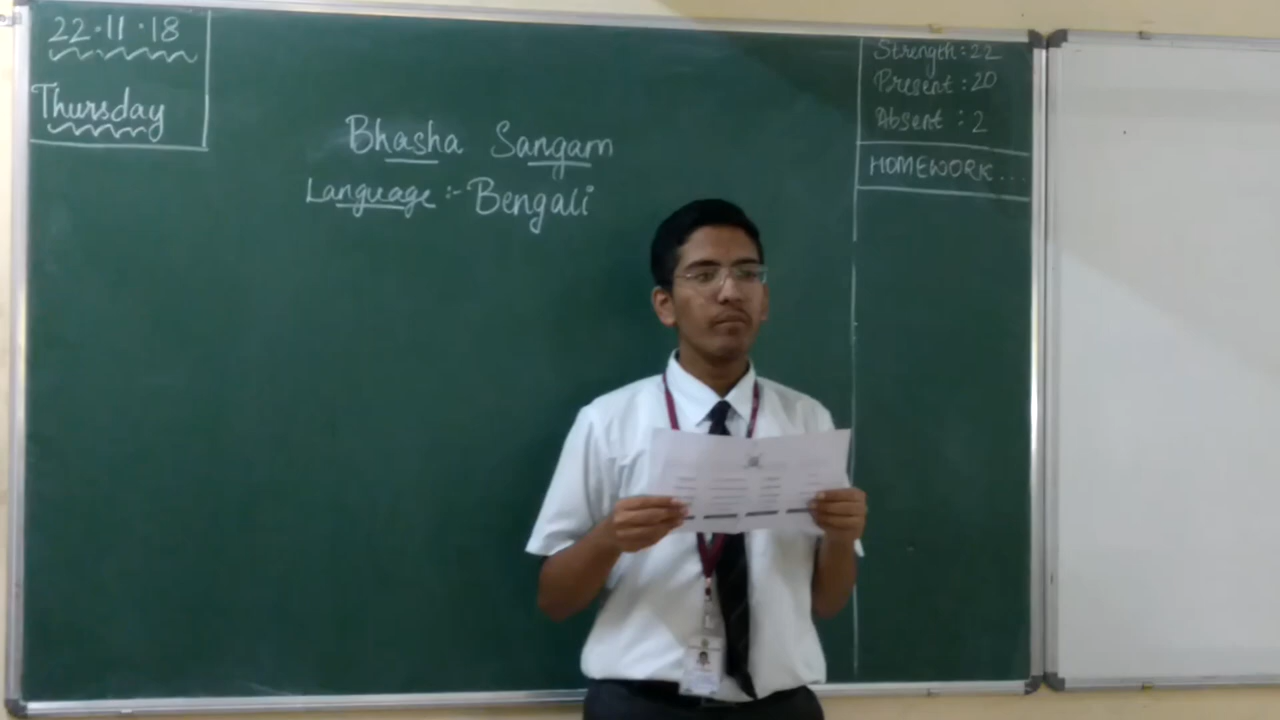 22.11.18
Thursday
Bhasha Sangam
Language :- Bengali
Strength : 22
Present : 20
Absent : 2
HOMEWORK...